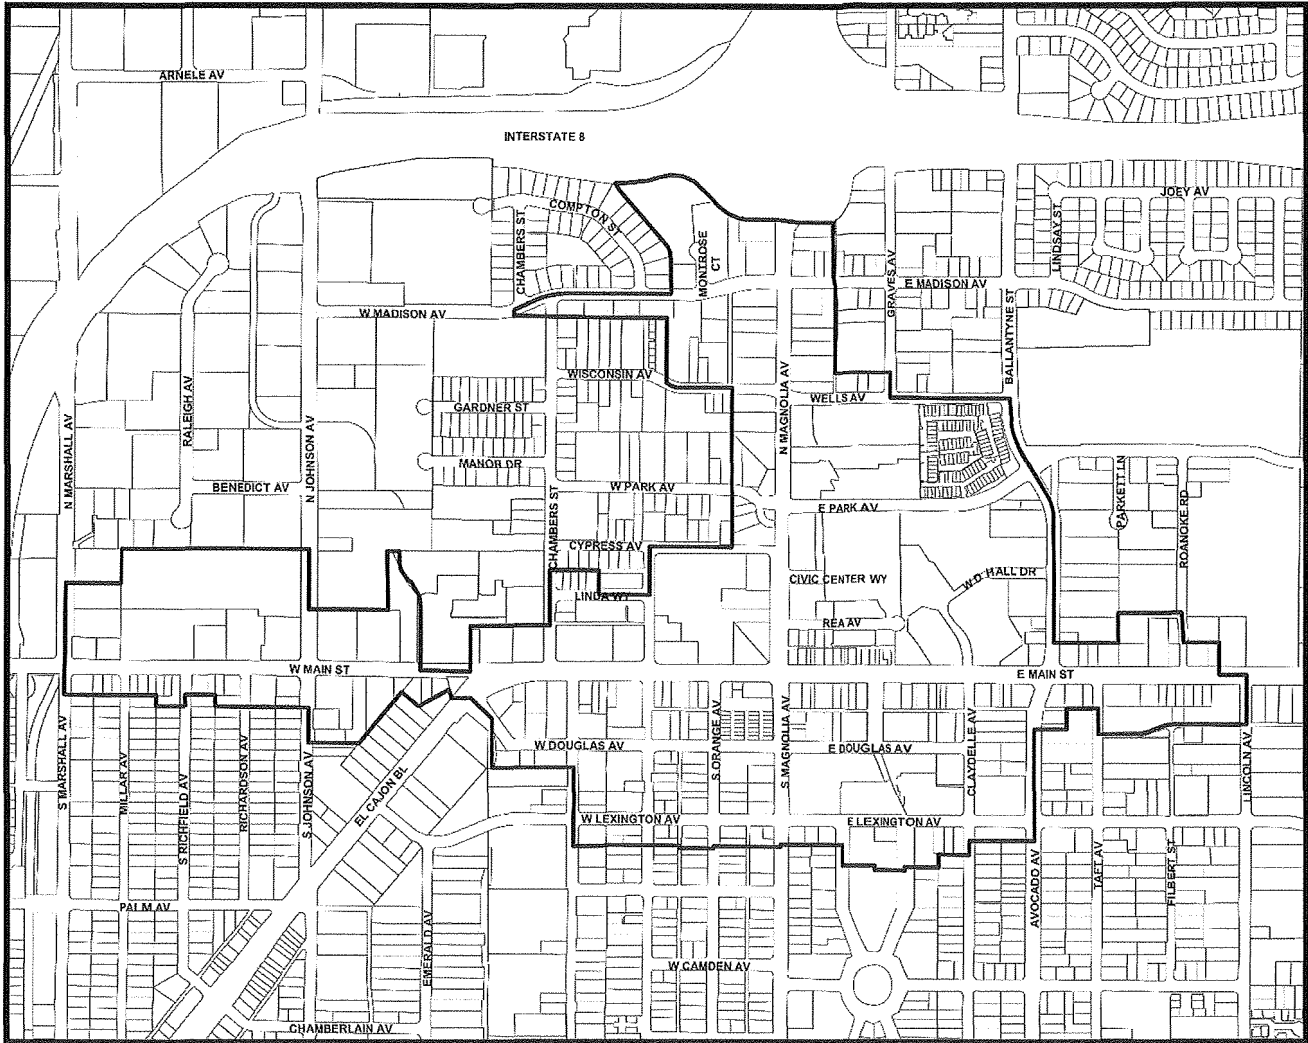 ARNELE AV
INTERSTATE 8
JOEY AV
COMPTON ST
CHAMBERS ST
LINDSAY ST
MONTROSE
CT
GRAVES AV
E MADISON AV
BALLANTYNE ST
W MADISON AV
WISCONSIN AV
N MAGNOLIA AV
WELLS AV
RALEIGH AV
GARDNER ST
N MARSHALL AV
N JOHNSON AV
MANOR DR
BENEDICT AV
W PARK AV
E PARK AV
PARKETT LN
ROANOKE RD
CHAMBERS ST
CYPRESS AV
CIVIC CENTER WY
W D HALL DR
LINDA WY
REA AV
W MAIN ST
E MAIN ST
S MARSHALL AV
MILLAR AV
S RICHFIELD AV
RICHARDSON AV
S JOHNSON AV
EL CAJON BL
W DOUGLAS AV
S ORANGE AV
S MAGNOLIA AV
E DOUGLAS AV
CLAYDELLE AV
LINCOLN AV
W LEXINGTON AV
E LEXINGTON AV
AVOCADO AV
TAFT AV
FILBERT ST
PALM AV
EMERALD AV
W CAMDEN AV
CHAMBERLAIN AV